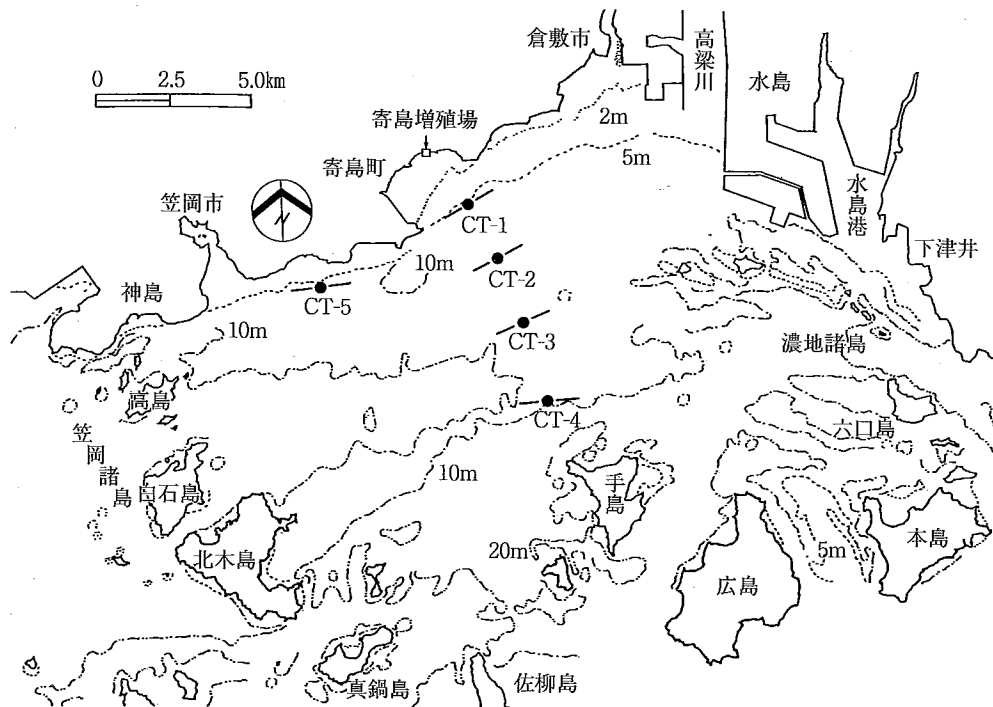 倉敷市
高梁川
水島
0 2.5 5.0km
2m
寄島増殖場
5m
寄島町
水島港
笠岡市
CT-1
下津井
10m
CT-2
神島
CT-5
10m
CT-3
濃地諸島
高島
CT-4
六口島
笠岡諸島
10m
白石島
手島
本島
北木島
20m
5m
広島
真鍋島
佐柳島